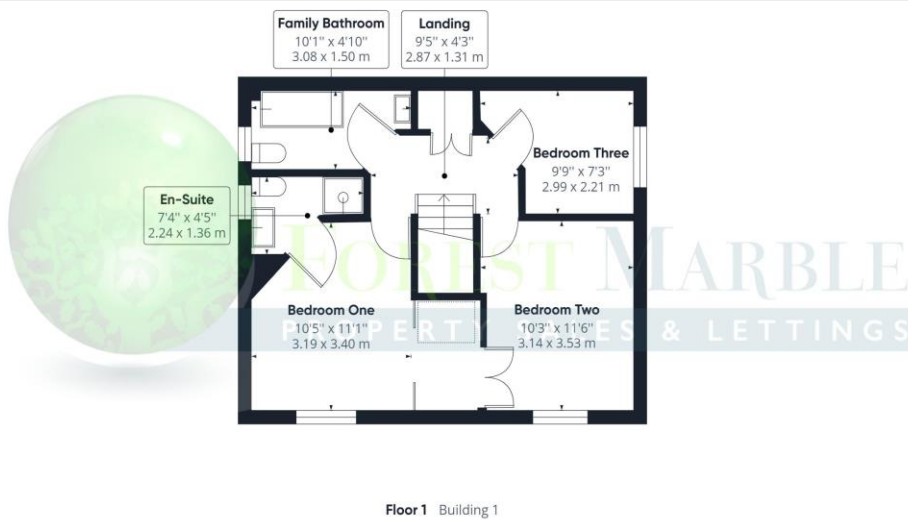 Family Bathroom
10'1" x 4'10"
3.08 x 1.50 m
Landing
9'5" x 4'3"
2.87 x 1.31 m
Bedroom Three
9'9" x 7'3"
2.99 x 2.21 m
En-Suite
7'4" x 4'5"
2.24 x 1.36 m
FOREST MARBLE
PROPERTY SALES & LETTINGS
Bedroom One
10'5" x 11'1"
3.19 x 3.40 m
Bedroom Two
10'3" x 11'6"
3.14 x 3.53 m
Floor 1 Building 1